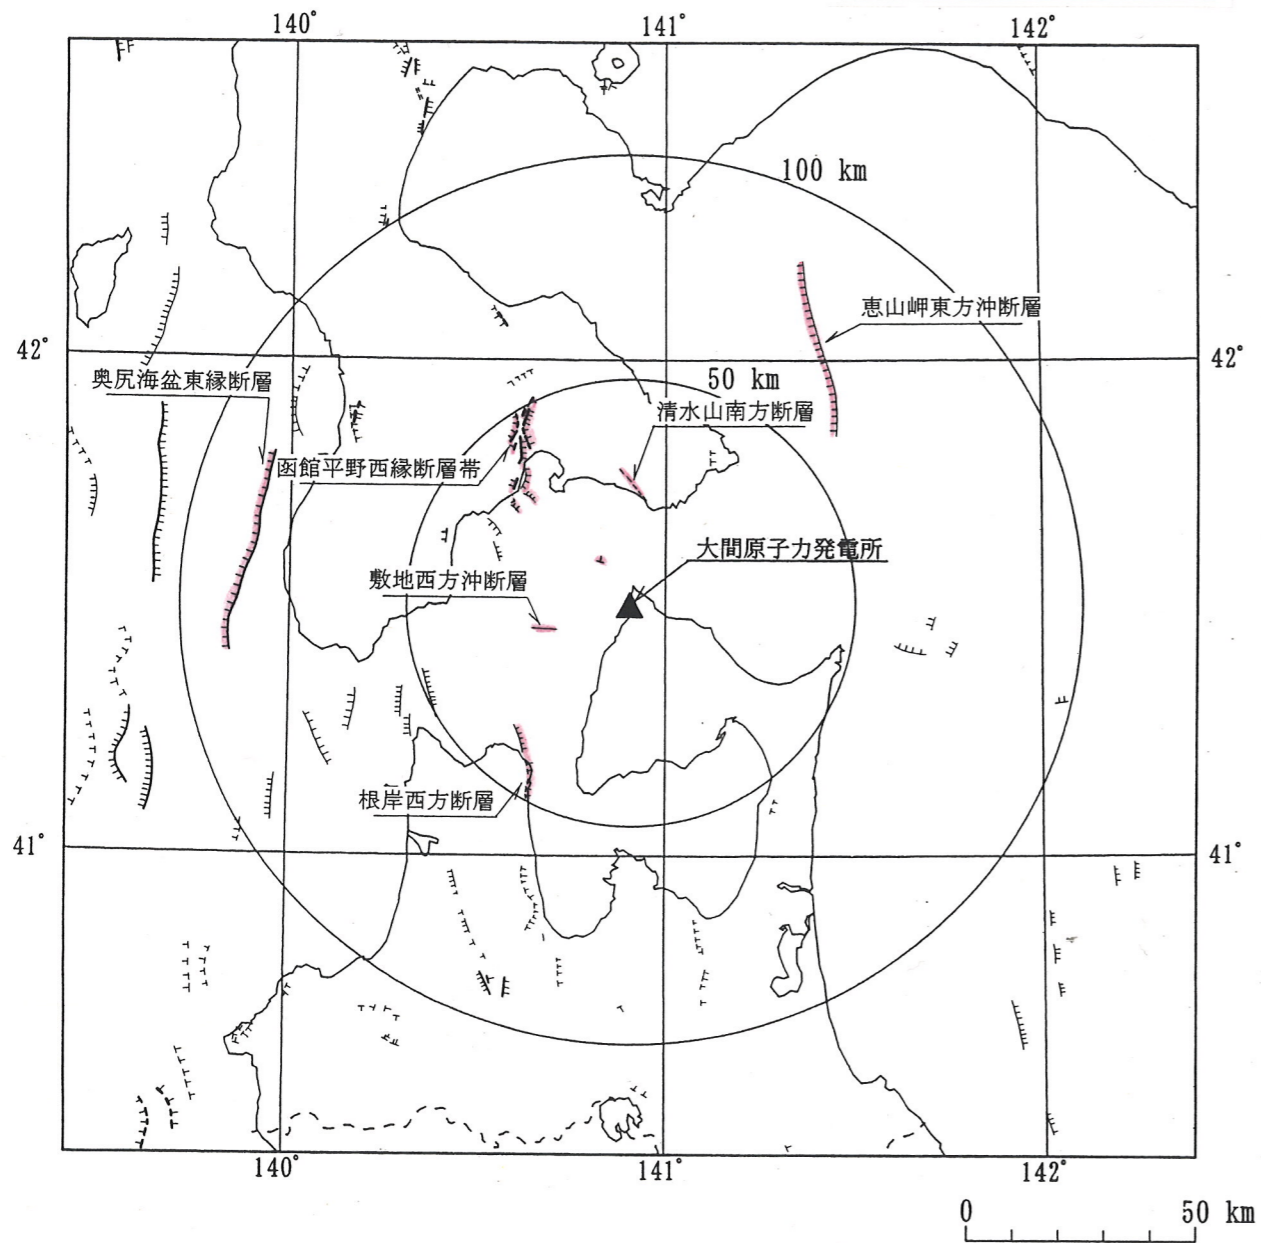 140° 141° 142°
100 km
恵山岬東方沖断層
42° 42°
奥尻海盆東縁断層
50 km
清水山南方断層
函館平野西縁断層帯
大間原子力発電所
敷地西方沖断層
根岸西方断層
41° 41°
140° 141° 142°
0 50 km